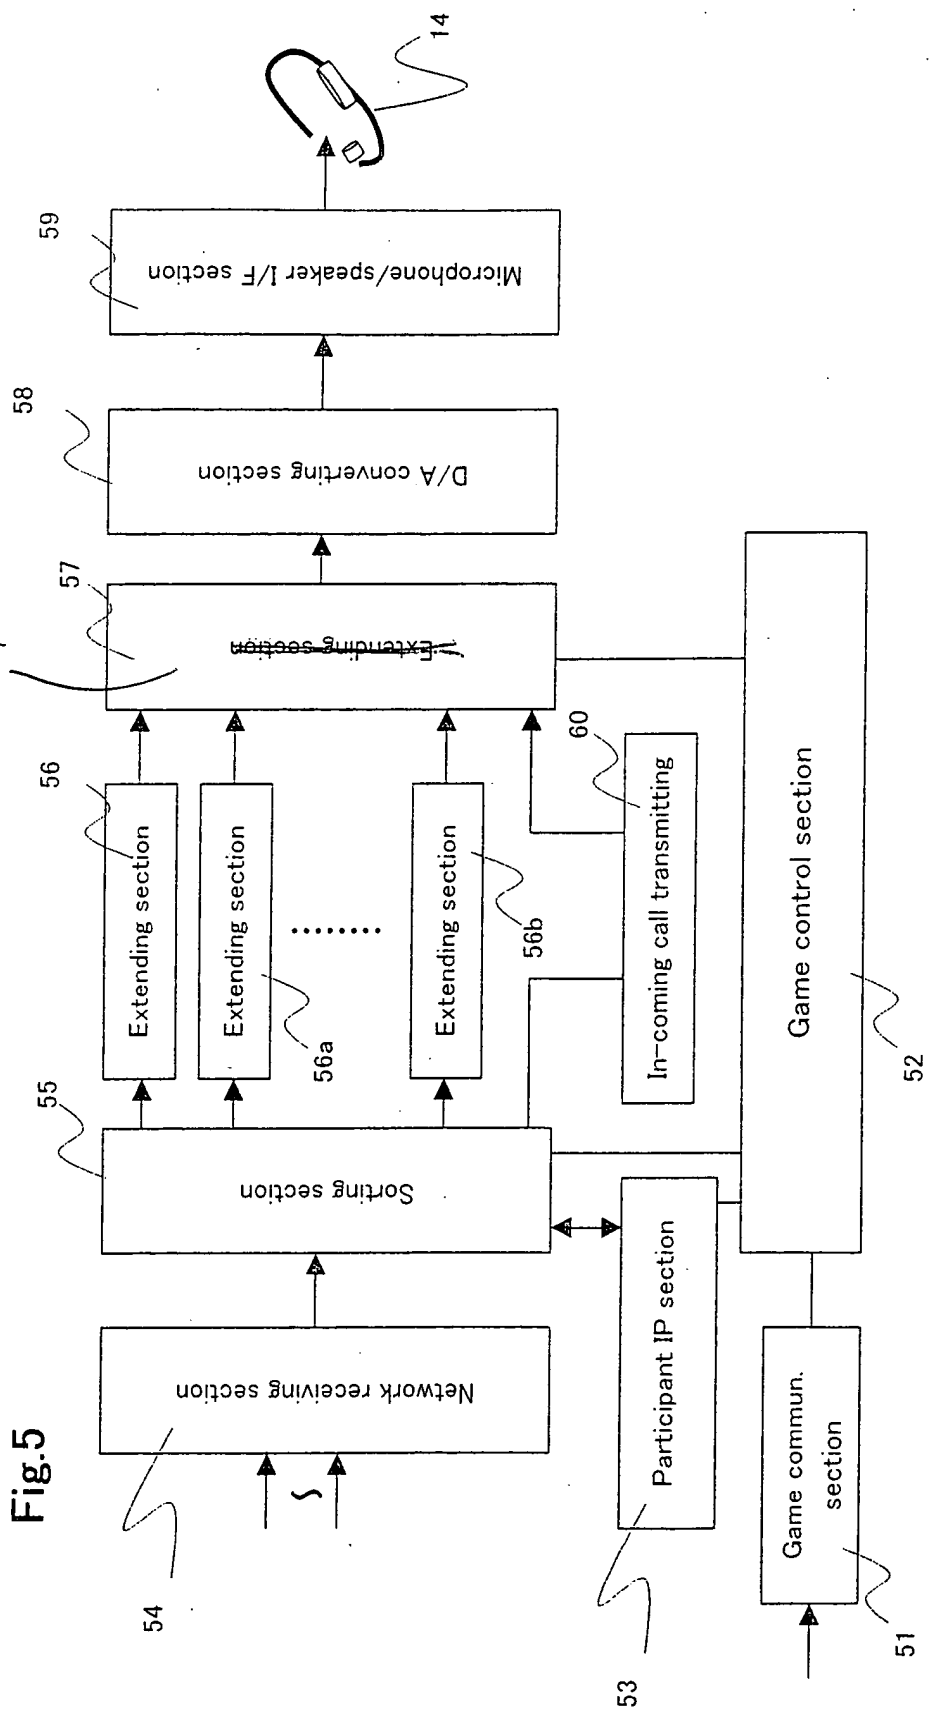 Fig.5
54
Network receiving section
55
Sorting section
56
Extending section
Extending section
56a
Extending section
56b
57
Extending section
58
D/A converting section
59
Microphone/speaker I/F section
14
60
In-coming call transmitting
53
Participant IP section
51
Game commun.
section
52
Game control section